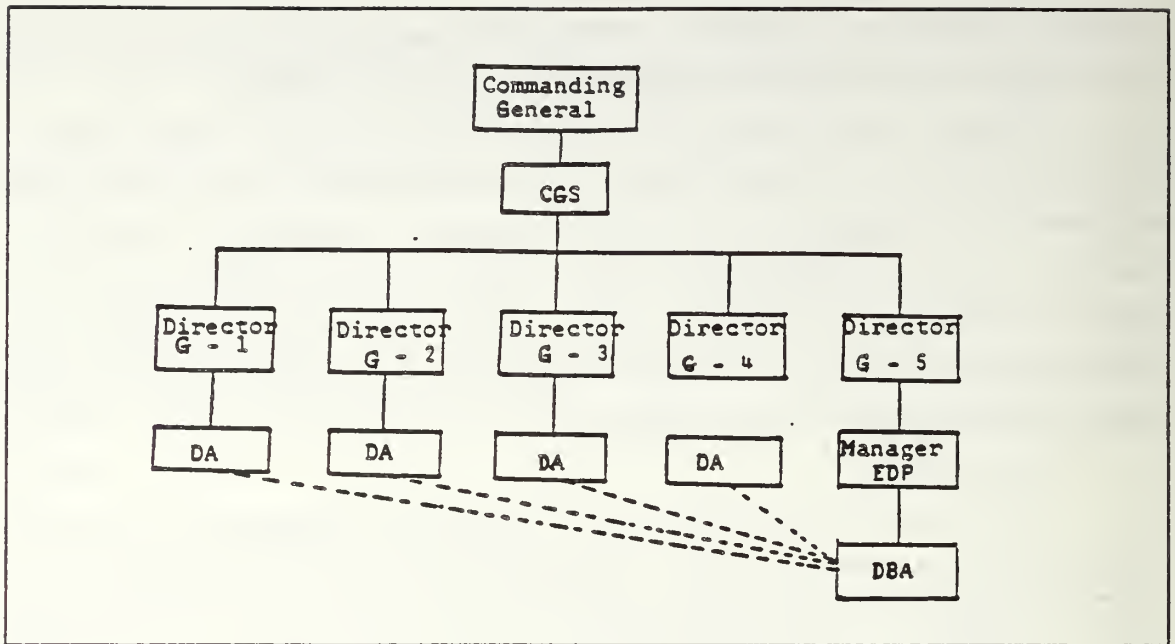 Commanding
General
CGS
Director
G - 1
Director
G - 2
Director
G - 3
Director
G - 4
Director
G - 5
DA
DA
DA
DA
Manager
EDP
DBA